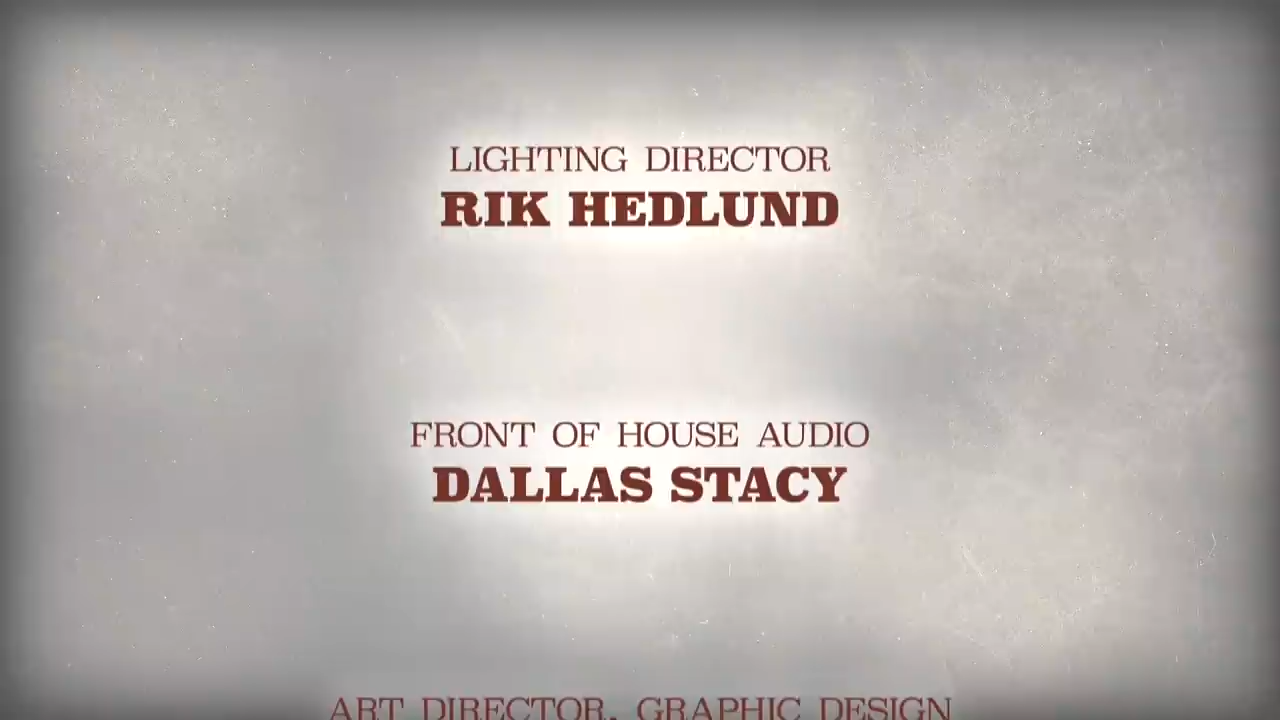 LIGHTING DIRECTOR
RIK HEDLUND
FRONT OF HOUSE AUDIO
DALLAS STACY
ART DIRECTOR, GRAPHIC DESIGN